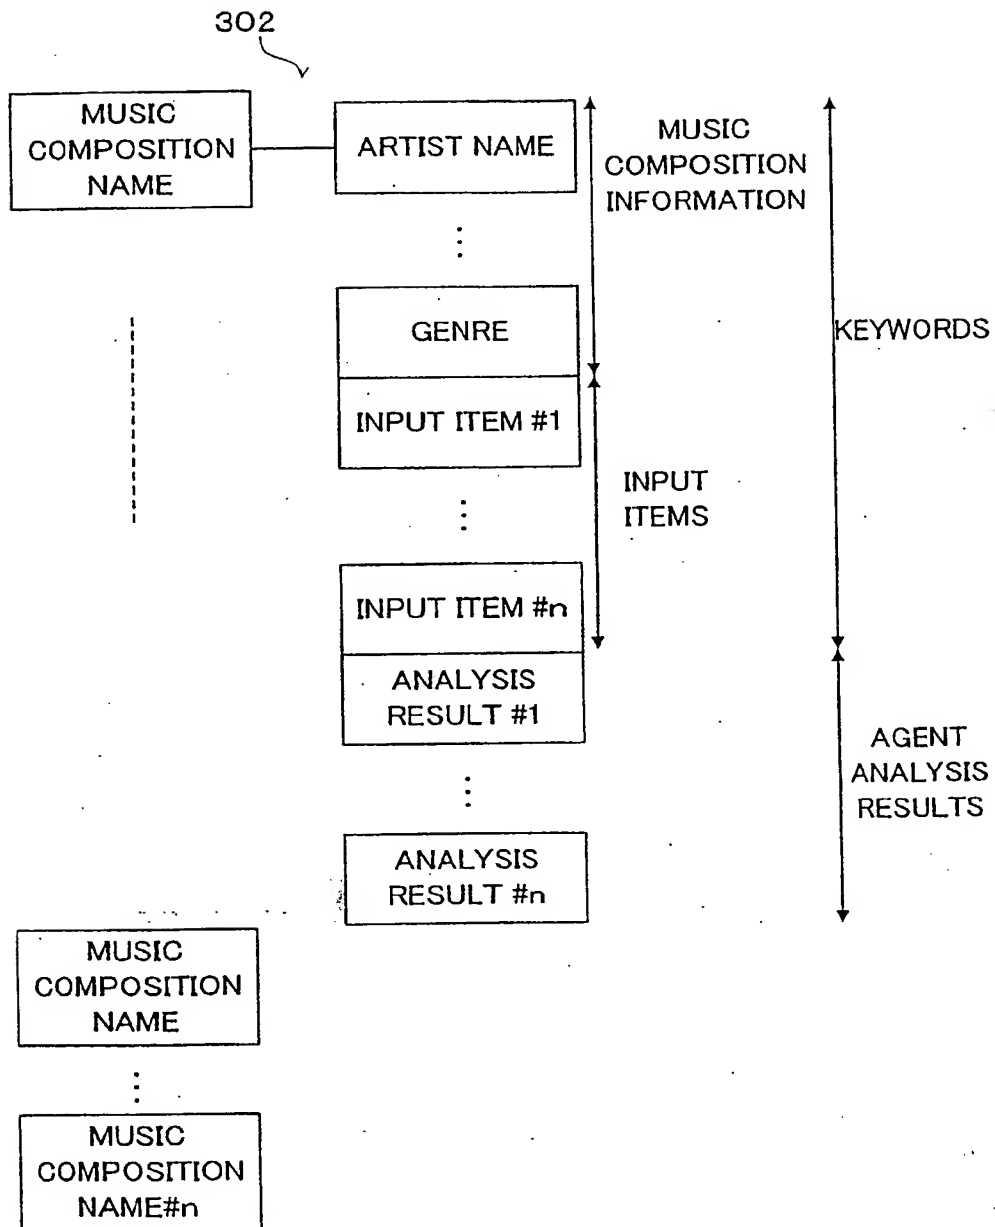 302
MUSIC
COMPOSITION
NAME
ARTIST NAME
MUSIC
COMPOSITION
INFORMATION
GENRE
KEYWORDS
INPUT ITEM #1
INPUT
ITEMS
INPUT ITEM #n
ANALYSIS
RESULT #1
AGENT
ANALYSIS
RESULTS
ANALYSIS
RESULT #n
MUSIC
COMPOSITION
NAME
MUSIC
COMPOSITION
NAME#n